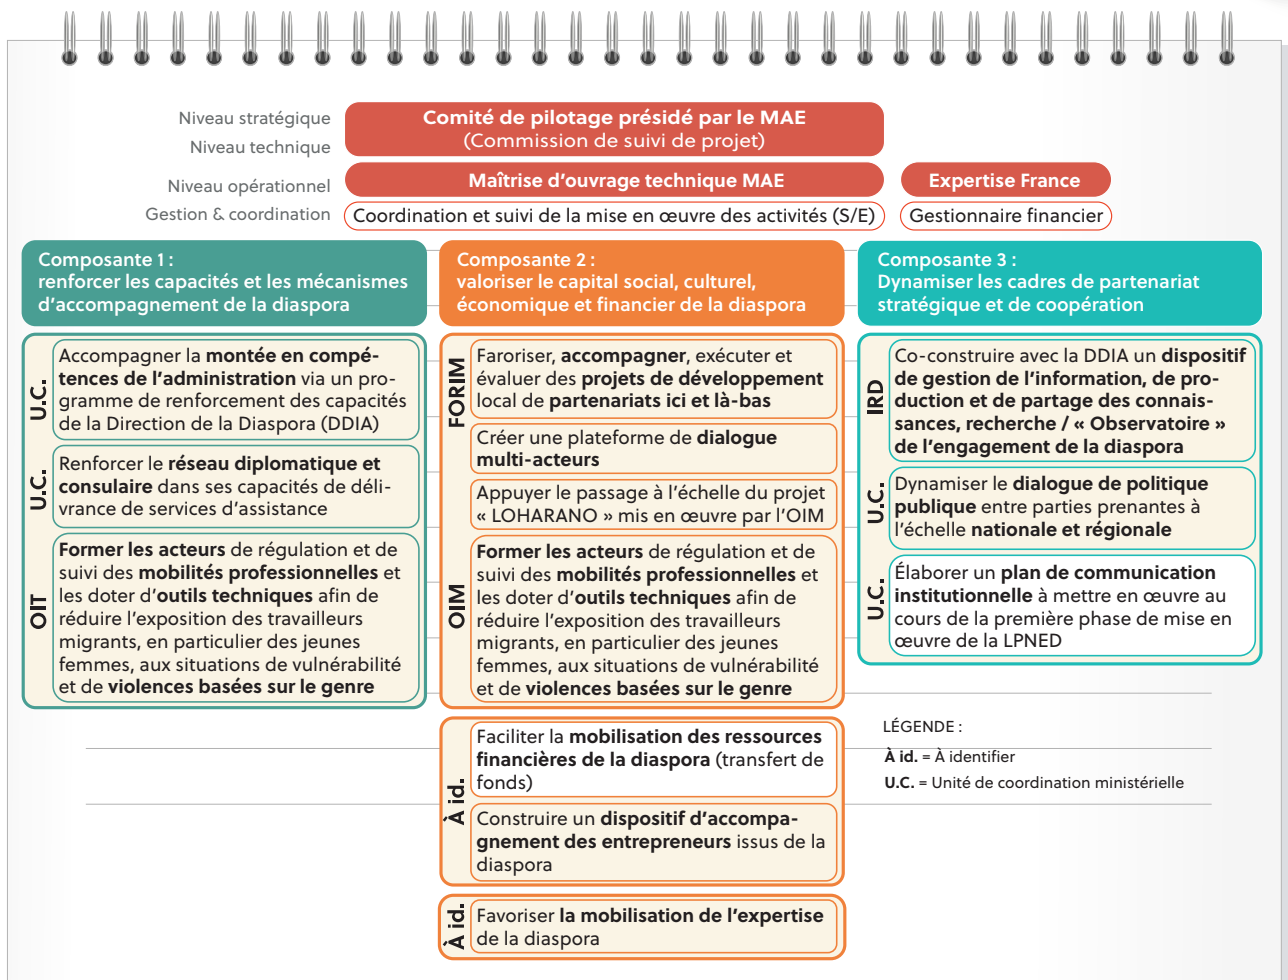 Niveau stratégique
Niveau technique
Comité de pilotage présidé par le MAE
(Commission de suivi de projet)
Niveau opérationnel
Maîtrise d'ouvrage technique MAE
Expertise France
Gestion & coordination
Coordination et suivi de la mise en œuvre des activités (S/E)
Gestionnaire financier
Composante 1 :
renforcer les capacités et les mécanismes
d'accompagnement de la diaspora
U.C.
Accompagner la montée en compé-
tences de l'administration via un pro-
gramme de renforcement des capacités
de la Direction de la Diaspora (DDIA)
U.C.
Renforcer le réseau diplomatique et
consulaire dans ses capacités de déli-
vrance de services d'assistance
OIT
Former les acteurs de régulation et de
suivi des mobilités professionnelles et
les doter d'outils techniques afin de
réduire l'exposition des travailleurs
migrants, en particulier des jeunes
femmes, aux situations de vulnérabilité
et de violences basées sur le genre
Composante 2 :
valoriser le capital social, culturel,
économique et financier de la diaspora
FORIM
Faroriser, accompagner, exécuter et
évaluer des projets de développement
local de partenariats ici et là-bas
Créer une plateforme de dialogue
multi-acteurs
Appuyer le passage à l'échelle du projet
« LOHARANO » mis en œuvre par l'OIM
OIM
Former les acteurs de régulation et de
suivi des mobilités professionnelles et
les doter d'outils techniques afin de
réduire l'exposition des travailleurs
migrants, en particulier des jeunes
femmes, aux situations de vulnérabilité
et de violences basées sur le genre
À id.
Faciliter la mobilisation des ressources
financières de la diaspora (transfert de
fonds)
Construire un dispositif d'accompa-
gnement des entrepreneurs issus de la
diaspora
À id.
Favoriser la mobilisation de l'expertise
de la diaspora
Composante 3 :
Dynamiser les cadres de partenariat
stratégique et de coopération
IRD
Co-construire avec la DDIA un dispositif
de gestion de l'information, de pro-
duction et de partage des connais-
sances, recherche / « Observatoire »
de l'engagement de la diaspora
U.C.
Dynamiser le dialogue de politique
publique entre parties prenantes à
l'échelle nationale et régionale
U.C.
Élaborer un plan de communication
institutionnelle à mettre en œuvre au
cours de la première phase de mise en
œuvre de la LPNED
LÉGENDE :
À id. = À identifier
U.C. = Unité de coordination ministérielle